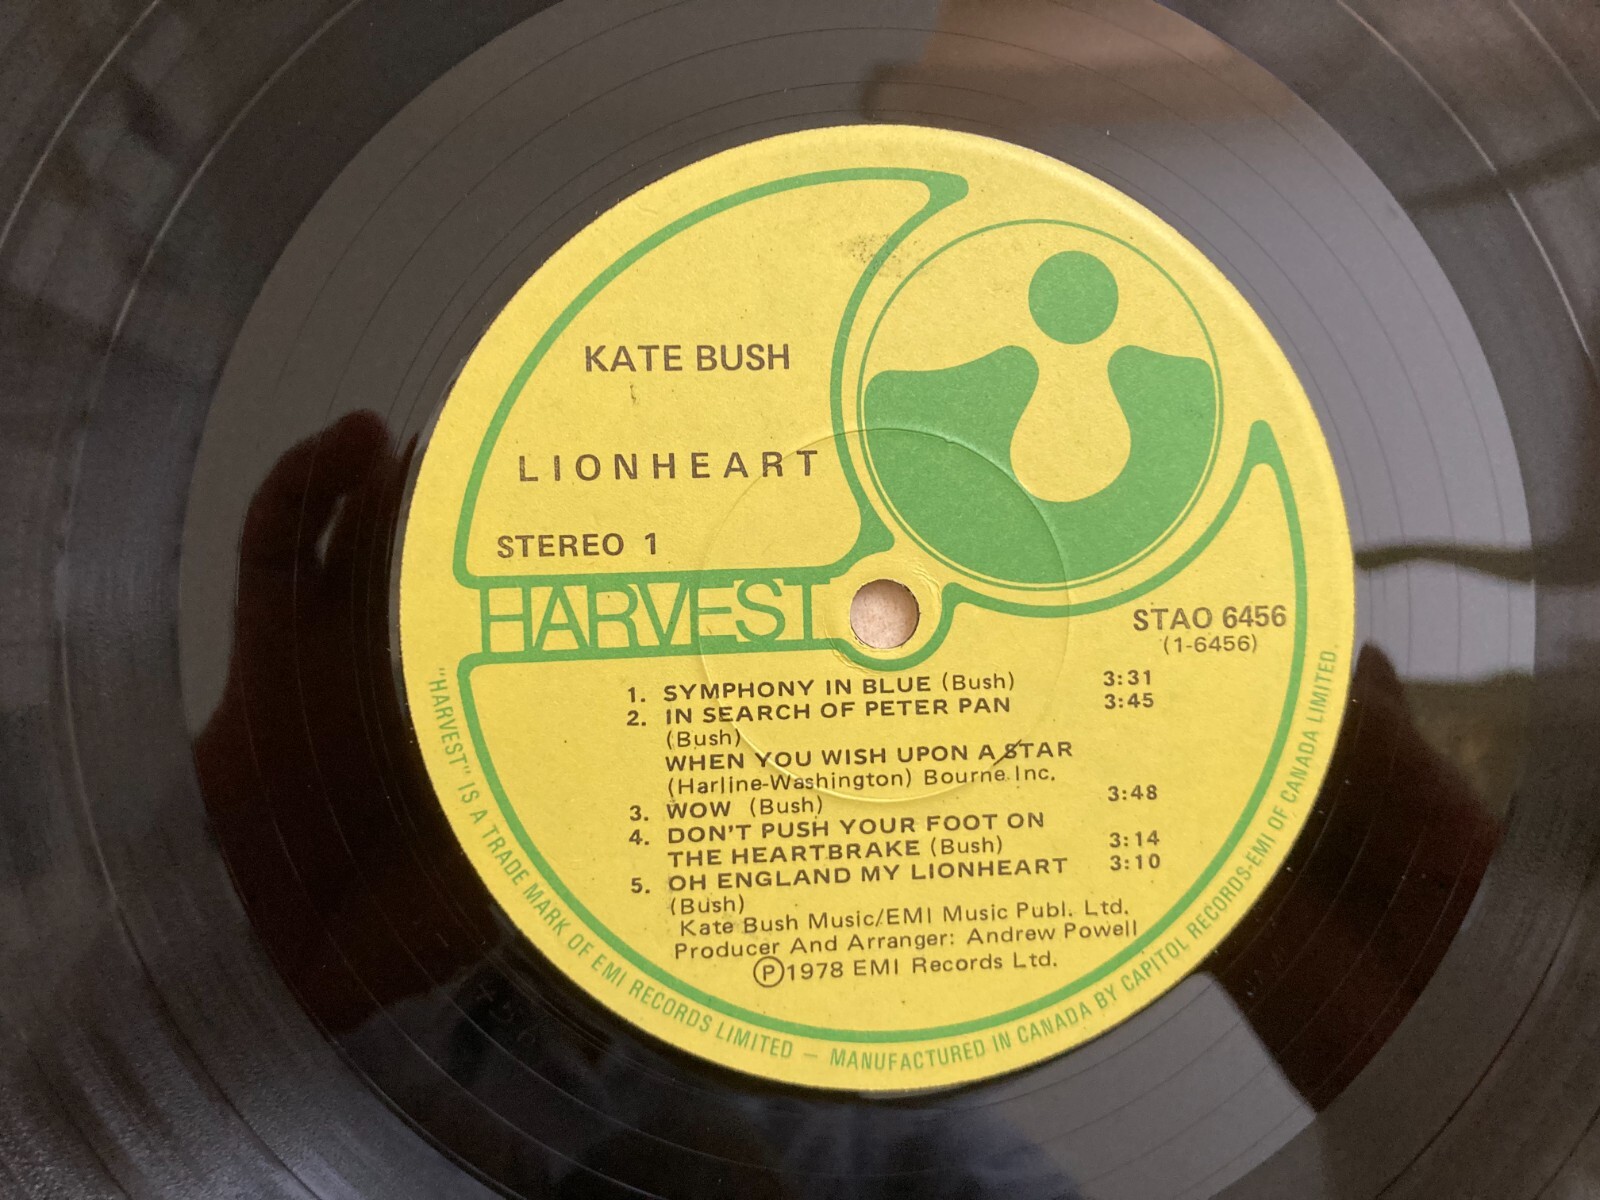 KATE BUSH
LIONHEART
STEREO 1
HARVEST
STAO 6456
(1-6456)
1. SYMPHONY IN BLUE (Bush) 3:31
2. IN SEARCH OF PETER PAN 3:45
(Bush)
WHEN YOU WISH UPON A STAR
(Harline-Washington) Bourne Inc.
3. WOW (Bush) 3:48
4. DON'T PUSH YOUR FOOT ON
THE HEARTBRAKE (Bush) 3:14
5. OH ENGLAND MY LIONHEART 3:10
(Bush)
Kate Bush Music/EMI Music Publ. Ltd.
Producer And Arranger: Andrew Powell
Ⓟ1978 EMI Records Ltd.
"HARVEST" IS A TRADE MARK OF EMI RECORDS LIMITED — MANUFACTURED IN CANADA BY CAPITOL RECORDS-EMI OF CANADA LIMITED.